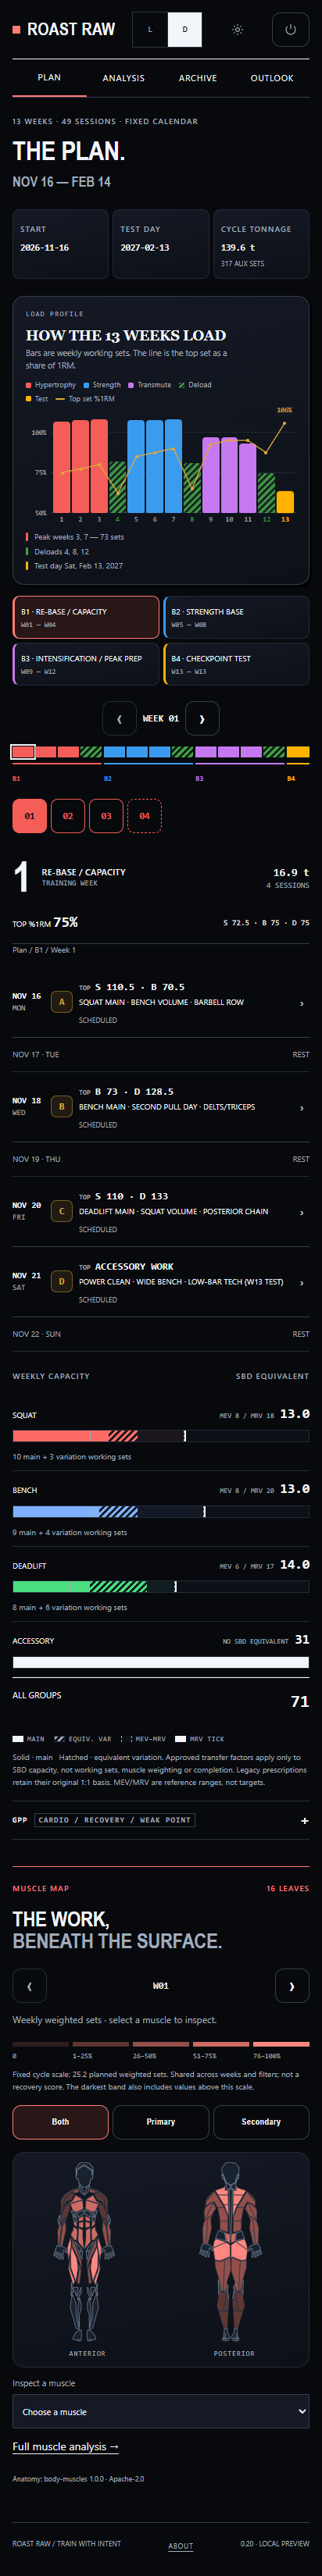 ROAST RAW
L
D
PLAN
ANALYSIS
ARCHIVE
OUTLOOK
13 WEEKS · 49 SESSIONS · FIXED CALENDAR
THE PLAN.
NOV 16 — FEB 14
START
2026-11-16
TEST DAY
2027-02-13
CYCLE TONNAGE
139.6 t
317 AUX SETS
LOAD PROFILE
HOW THE 13 WEEKS LOAD
Bars are weekly working sets. The line is the top set as a
share of 1RM.
Hypertrophy
Strength
Transmute
Deload
Test
Top set %1RM
106%
100%
75%
50%
1 2 3 4 5 6 7 8 9 10 11 12 13
Peak weeks 3, 7 — 73 sets
Deloads 4, 8, 12
Test day Sat, Feb 13, 2027
B1 · RE-BASE / CAPACITY
W01 — W04
B2 · STRENGTH BASE
W05 — W08
B3 · INTENSIFICATION / PEAK PREP
W09 — W12
B4 · CHECKPOINT TEST
W13 — W13
‹
WEEK 01
›
B1
B2
B3
B4
01
02
03
04
1
RE-BASE / CAPACITY
TRAINING WEEK
16.9 t
4 SESSIONS
TOP %1RM 75%
S 72.5 · B 75 · D 75
Plan / B1 / Week 1
NOV 16
MON
A
TOP S 110.5 · B 70.5
SQUAT MAIN · BENCH VOLUME · BARBELL ROW
SCHEDULED
›
NOV 17 · TUE
REST
NOV 18
WED
B
TOP B 73 · D 128.5
BENCH MAIN · SECOND PULL DAY · DELTS/TRICEPS
SCHEDULED
›
NOV 19 · THU
REST
NOV 20
FRI
C
TOP S 110 · D 133
DEADLIFT MAIN · SQUAT VOLUME · POSTERIOR CHAIN
SCHEDULED
›
NOV 21
SAT
D
TOP ACCESSORY WORK
POWER CLEAN · WIDE BENCH · LOW-BAR TECH (W13 TEST)
SCHEDULED
›
NOV 22 · SUN
REST
WEEKLY CAPACITY
SBD EQUIVALENT
SQUAT
MEV 8 / MRV 18 13.0
10 main + 3 variation working sets
BENCH
MEV 8 / MRV 20 13.0
9 main + 4 variation working sets
DEADLIFT
MEV 6 / MRV 17 14.0
8 main + 6 variation working sets
ACCESSORY
NO SBD EQUIVALENT 31
ALL GROUPS
71
MAIN
EQUIV. VAR
MEV–MRV
MRV TICK
Solid · main Hatched · equivalent variation. Approved transfer factors apply only to
SBD capacity, not working sets, muscle weighting or completion. Legacy prescriptions
retain their original 1:1 basis. MEV/MRV are reference ranges, not targets.
GPP
CARDIO / RECOVERY / WEAK POINT
+
MUSCLE MAP
16 LEAVES
THE WORK,
BENEATH THE SURFACE.
‹
W01
›
Weekly weighted sets · select a muscle to inspect.
0
1–25%
26–50%
51–75%
76–100%
Fixed cycle scale: 25.2 planned weighted sets. Shared across weeks and filters; not a
recovery score. The darkest band also includes values above this scale.
Both
Primary
Secondary
ANTERIOR
POSTERIOR
Inspect a muscle
Choose a muscle
Full muscle analysis →
Anatomy: body-muscles 1.0.0 · Apache-2.0
ROAST RAW / TRAIN WITH INTENT
ABOUT
0.20 · LOCAL PREVIEW